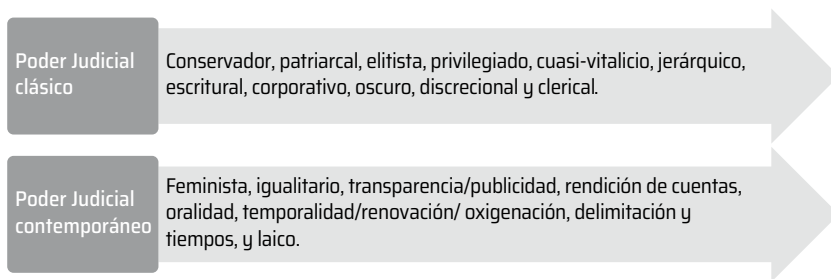 Poder Judicial
clásico
Conservador, patriarcal, elitista, privilegiado, cuasi-vitalicio, jerárquico,
escritural, corporativo, oscuro, discrecional y clerical.
Poder Judicial
contemporáneo
Feminista, igualitario, transparencia/publicidad, rendición de cuentas,
oralidad, temporalidad/renovación/ oxigenación, delimitación y
tiempos, y laico.